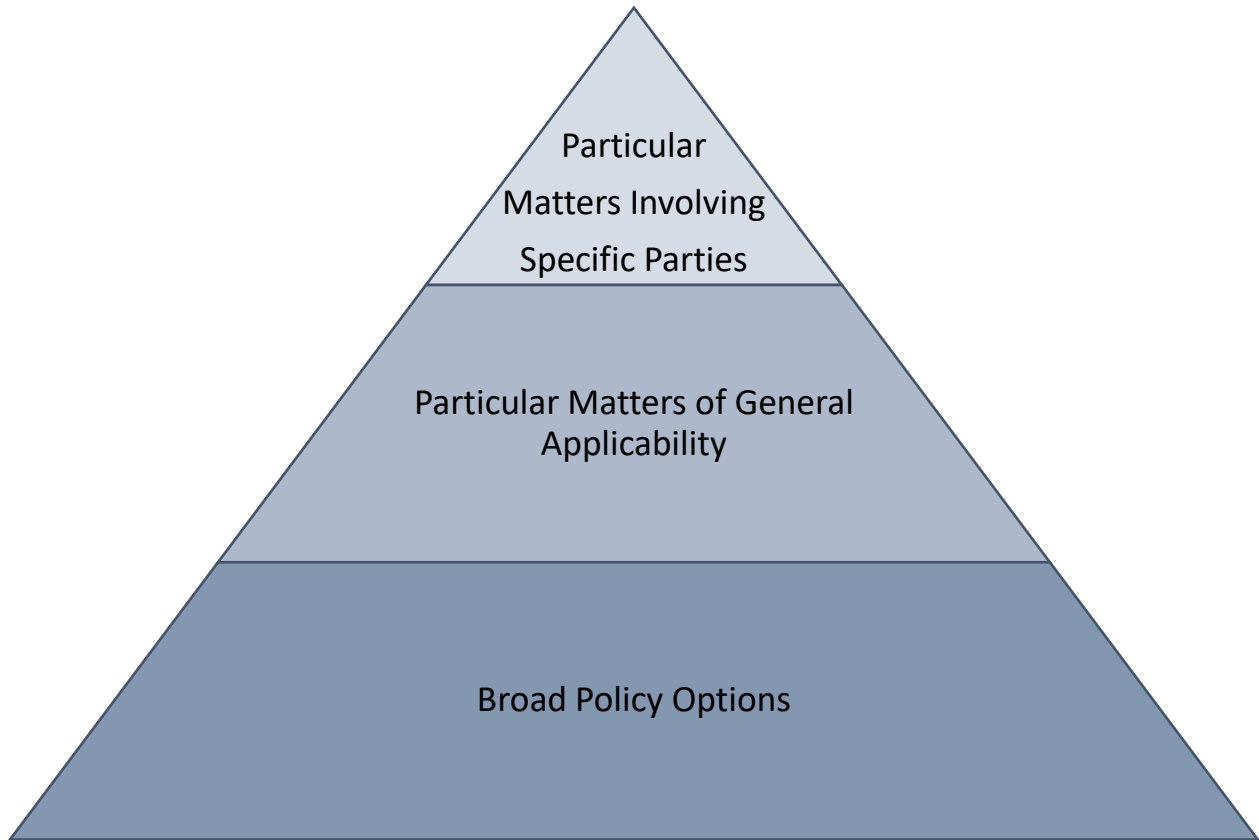 Particular
Matters Involving
Specific Parties
Particular Matters of General
Applicability
Broad Policy Options